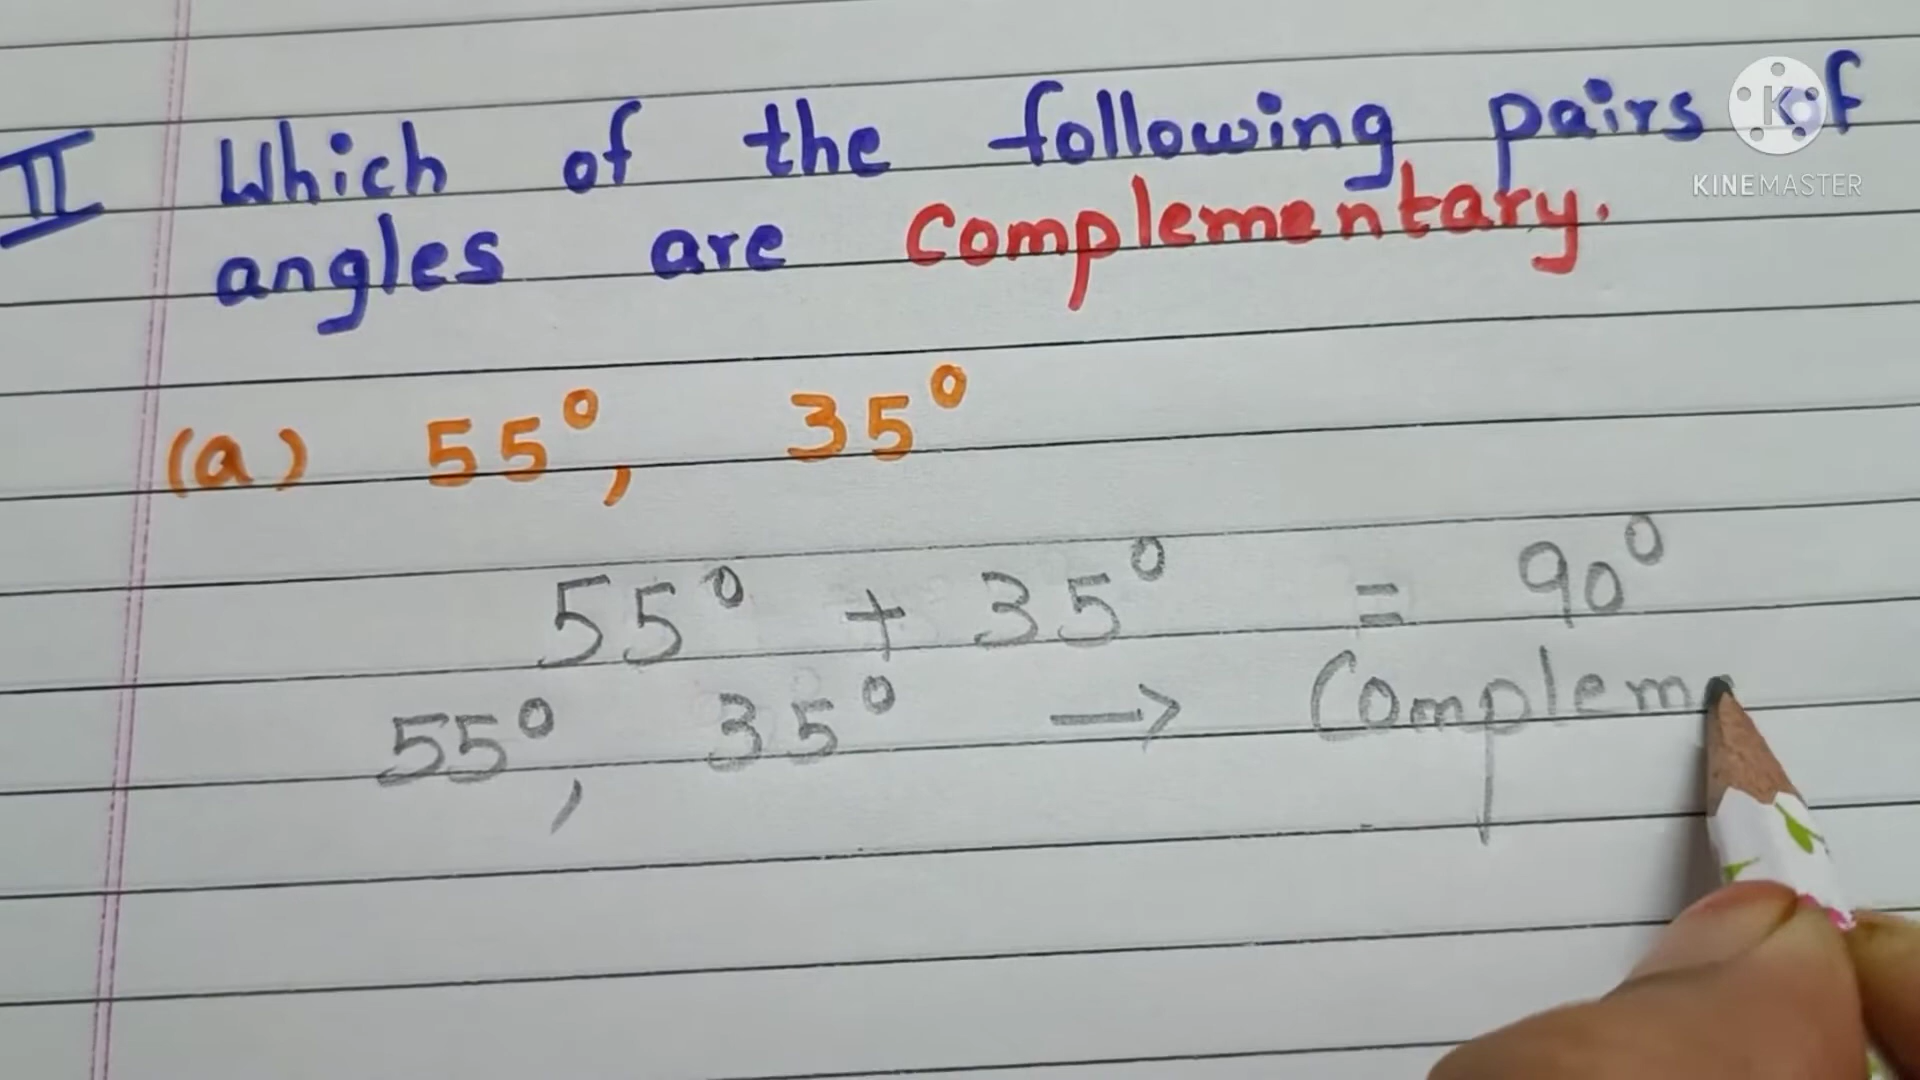 II Which of the following pairs of
angles are complementary.
KINEMASTER
(a) 55°, 35°
55° + 35° = 90°
55°, 35° → Complem